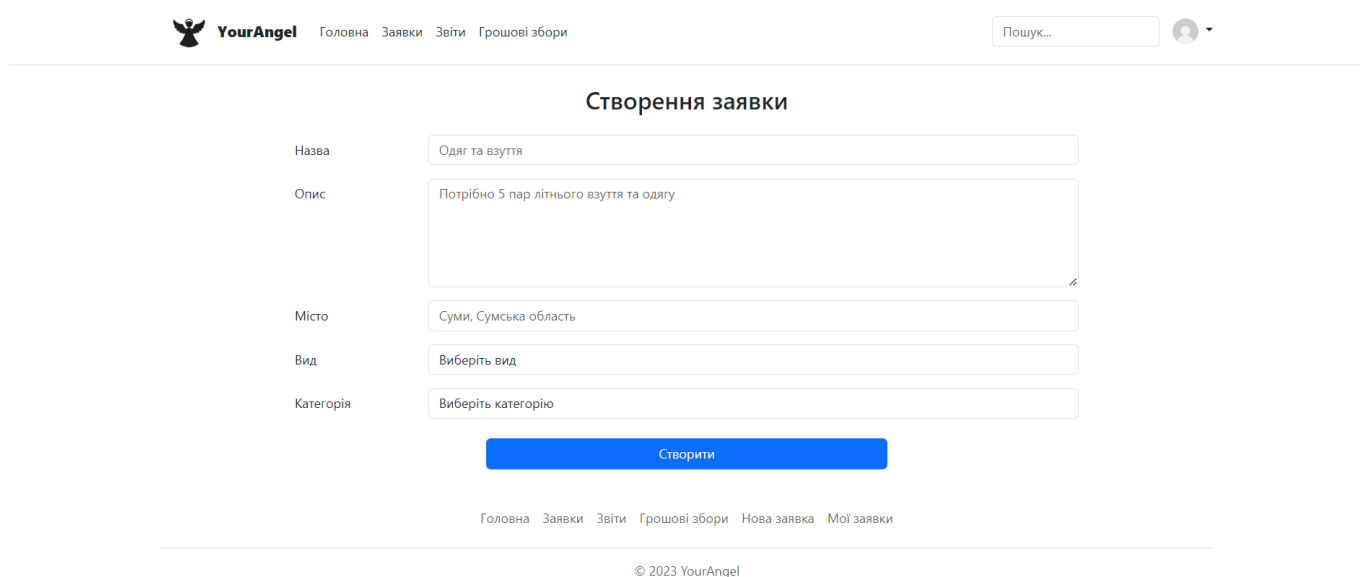 YourAngel Головна Заявки Звіти Грошові збори Пошук...
Створення заявки
Назва Одяг та взуття
Опис Потрібно 5 пар літнього взуття та одягу
Місто Суми, Сумська область
Вид Виберіть вид
Категорія Виберіть категорію
Створити
Головна Заявки Звіти Грошові збори Нова заявка Мої заявки
© 2023 YourAngel